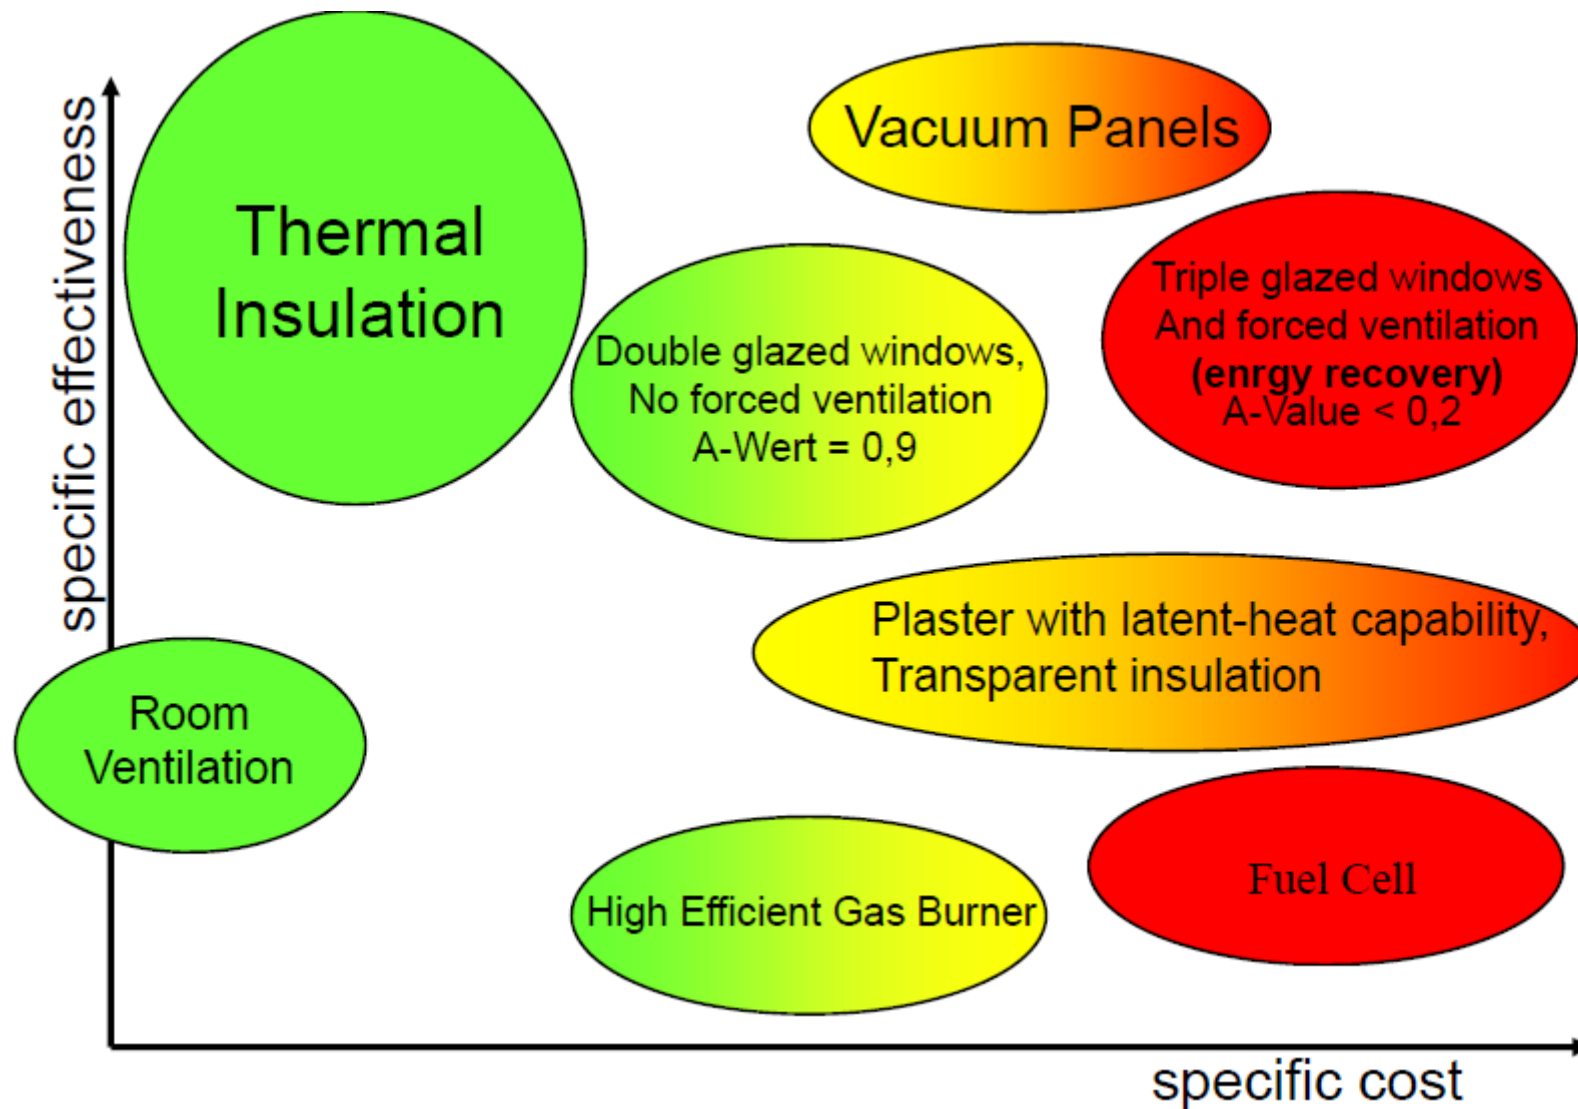 specific effectiveness
Thermal
Insulation
Vacuum Panels
Double glazed windows,
No forced ventilation
A-Wert = 0,9
Triple glazed windows
And forced ventilation
(enrgy recovery)
A-Value < 0,2
Plaster with latent-heat capability,
Transparent insulation
Room
Ventilation
High Efficient Gas Burner
Fuel Cell
specific cost